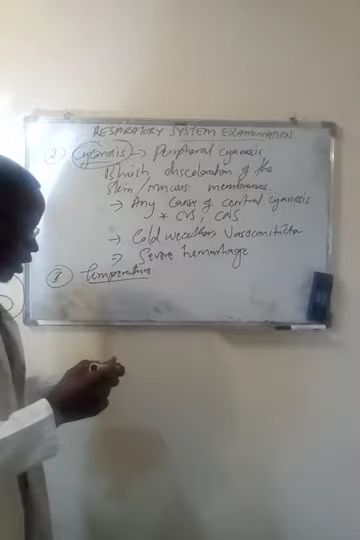 RESPIRATORY SYSTEM EXAMINATION
② Cyanosis → Peripheral cyanosis
Bluish discoloration of the
Skin/mucus membranes.
→ Any Cause of central cyanosis
* CVS, CNS
→ Cold weather, Vasoconstriction
→ Severe hemorrhage
③ Temperature